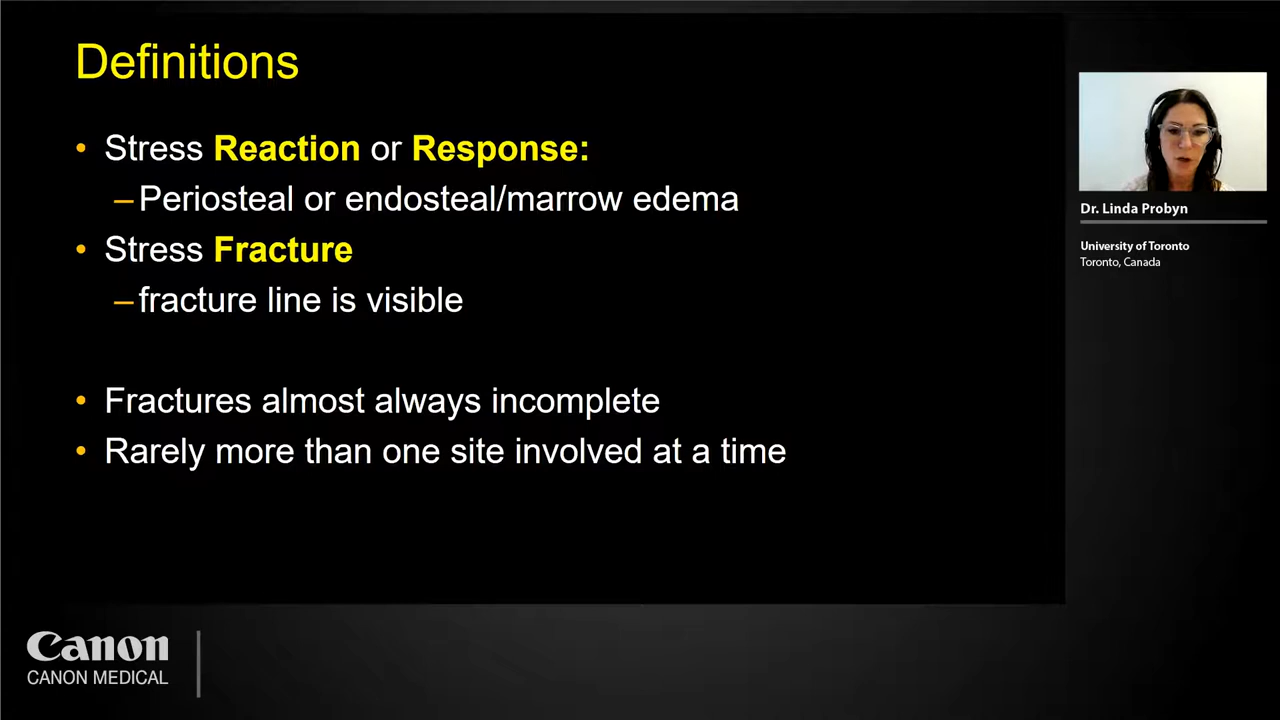 Definitions
• Stress Reaction or Response:
–Periosteal or endosteal/marrow edema
• Stress Fracture
–fracture line is visible
• Fractures almost always incomplete
• Rarely more than one site involved at a time
Dr. Linda Probyn
University of Toronto
Toronto, Canada
Canon
CANON MEDICAL